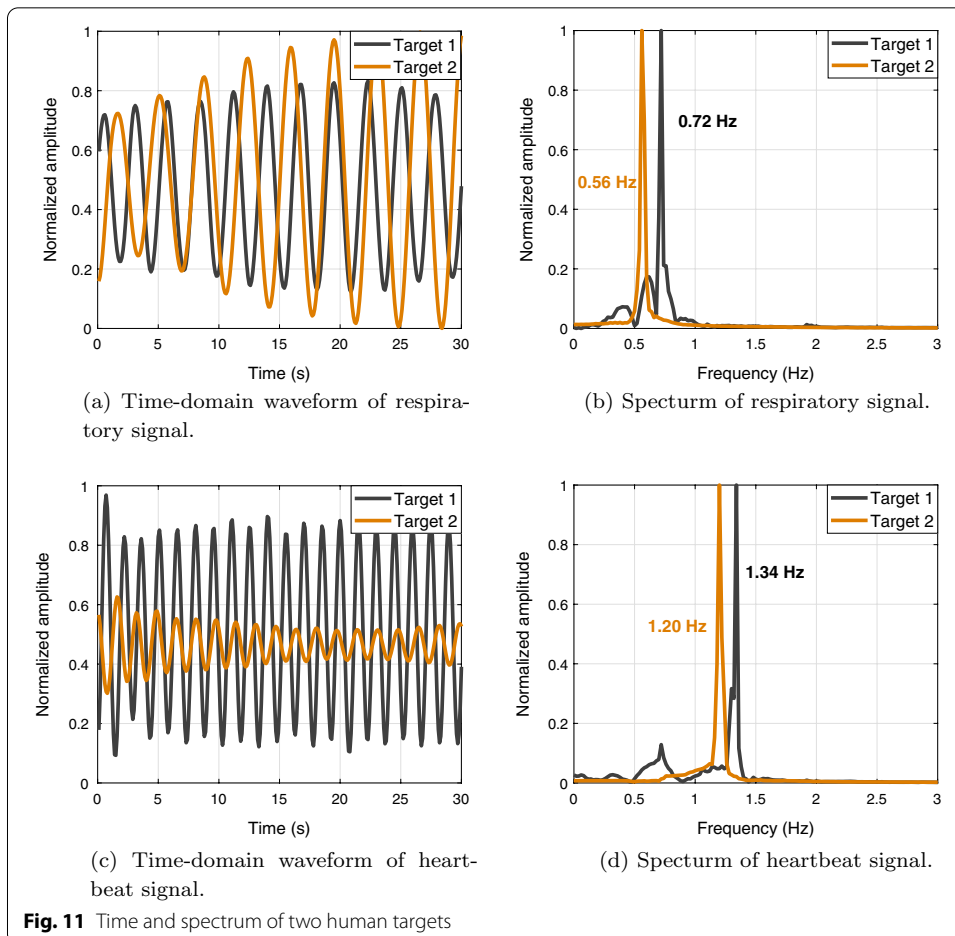 Normalized amplitude
1
0.8
0.6
0.4
0.2
0
Target 1
Target 2
0 5 10 15 20 25 30
Time (s)
(a) Time-domain waveform of respira-
tory signal.
Normalized amplitude
1
0.8
0.6
0.4
0.2
0
Target 1
Target 2
0.72 Hz
0.56 Hz
0 0.5 1 1.5 2 2.5 3
Frequency (Hz)
(b) Specturm of respiratory signal.
Normalized amplitude
1
0.8
0.6
0.4
0.2
0
Target 1
Target 2
0 5 10 15 20 25 30
Time (s)
(c) Time-domain waveform of heart-
beat signal.
Normalized amplitude
1
0.8
0.6
0.4
0.2
0
Target 1
Target 2
1.34 Hz
1.20 Hz
0 0.5 1 1.5 2 2.5 3
Frequency (Hz)
(d) Specturm of heartbeat signal.
Fig. 11 Time and spectrum of two human targets